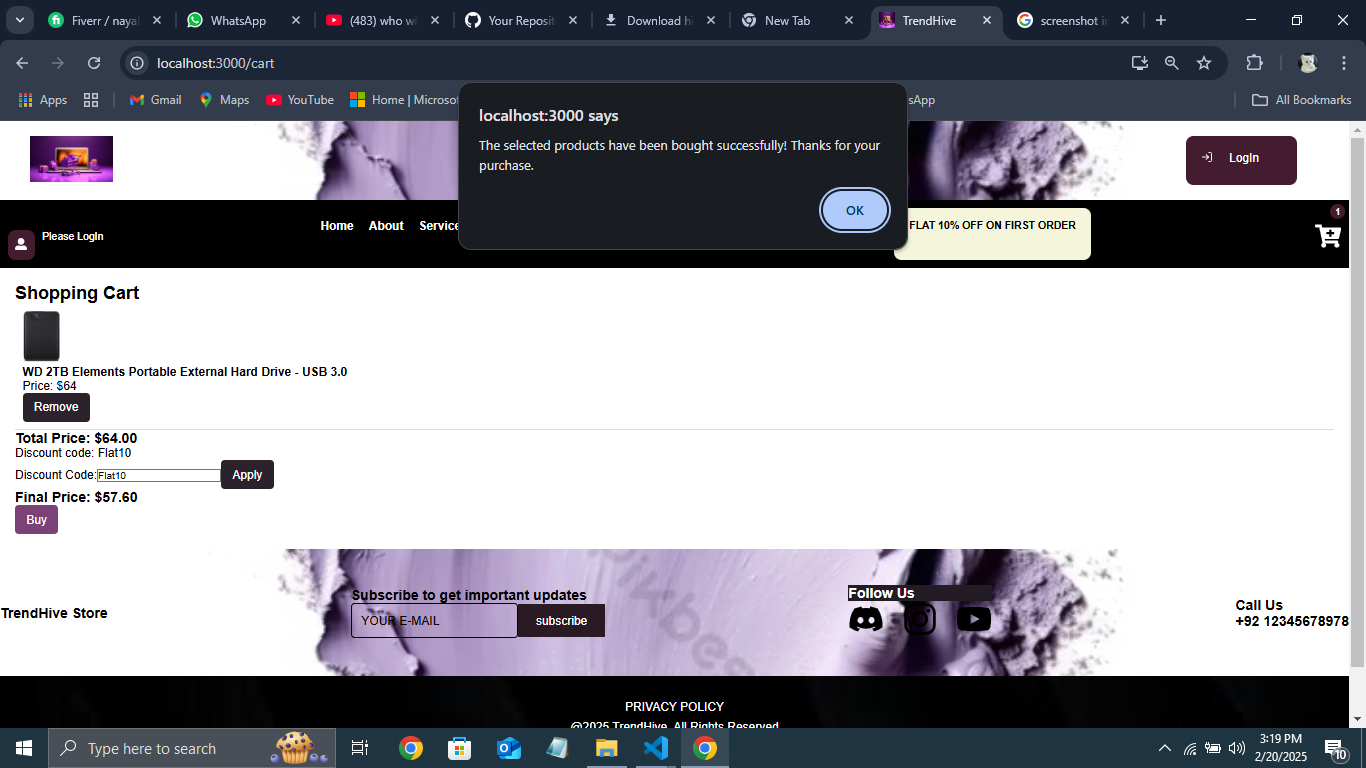 Fiverr / nayal
WhatsApp
(483) who wi
Your Reposit
Download hi
New Tab
TrendHive
screenshot in
localhost:3000/cart
Apps
Gmail
Maps
YouTube
Home | Microsof
sApp
All Bookmarks
localhost:3000 says
The selected products have been bought successfully! Thanks for your
purchase.
OK
LogIn
Please LogIn
Home
About
Service
FLAT 10% OFF ON FIRST ORDER
1
Shopping Cart
WD 2TB Elements Portable External Hard Drive - USB 3.0
Price: $64
Remove
Total Price: $64.00
Discount code: Flat10
Discount Code:
Flat10
Apply
Final Price: $57.60
Buy
TrendHive Store
Subscribe to get important updates
YOUR E-MAIL
subscribe
Follow Us
Call Us
+92 12345678978
PRIVACY POLICY
@2025 TrendHive. All Rights Reserved
Type here to search
3:19 PM
2/20/2025
10